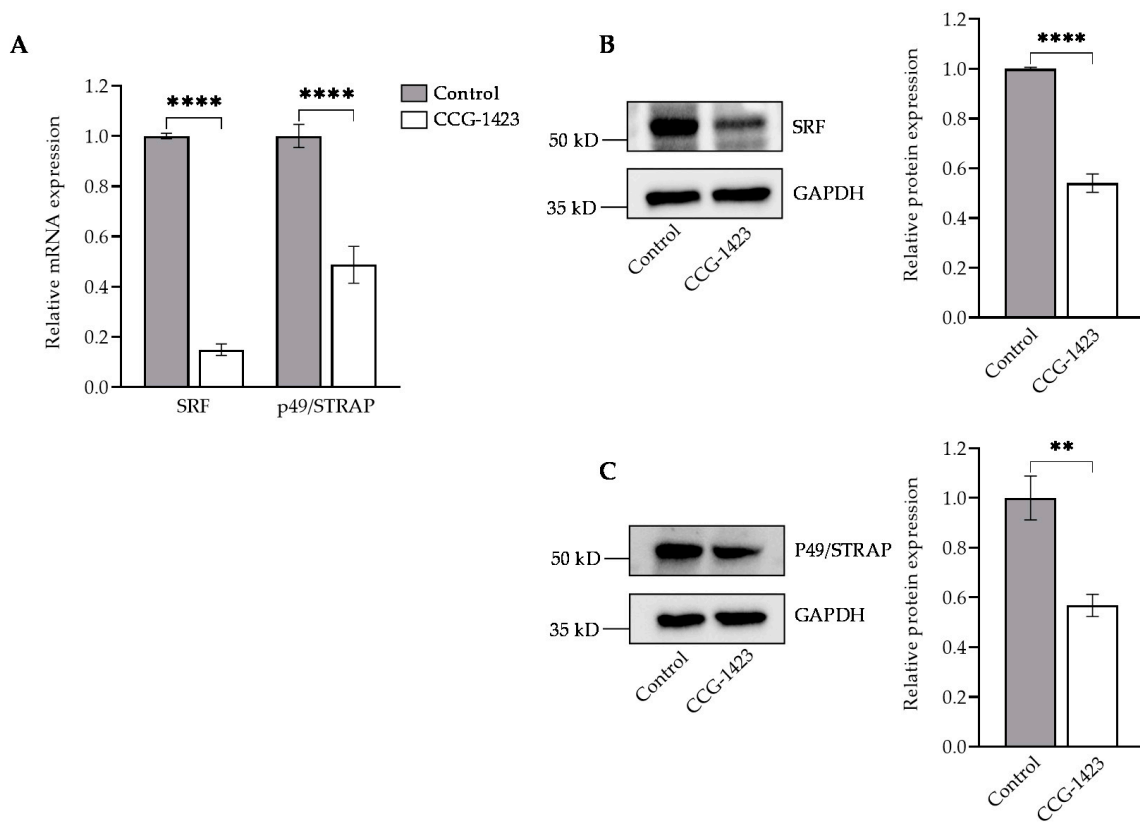 A
Relative mRNA expression
1.2
1.0
0.8
0.6
0.4
0.2
0.0
****
****
SRF
p49/STRAP
Control
CCG-1423
B
50 kD
SRF
35 kD
GAPDH
Control
CCG-1423
Relative protein expression
1.2
1.0
0.8
0.6
0.4
0.2
0.0
****
Control
CCG-1423
C
50 kD
P49/STRAP
35 kD
GAPDH
Control
CCG-1423
Relative protein expression
1.2
1.0
0.8
0.6
0.4
0.2
0.0
**
Control
CCG-1423